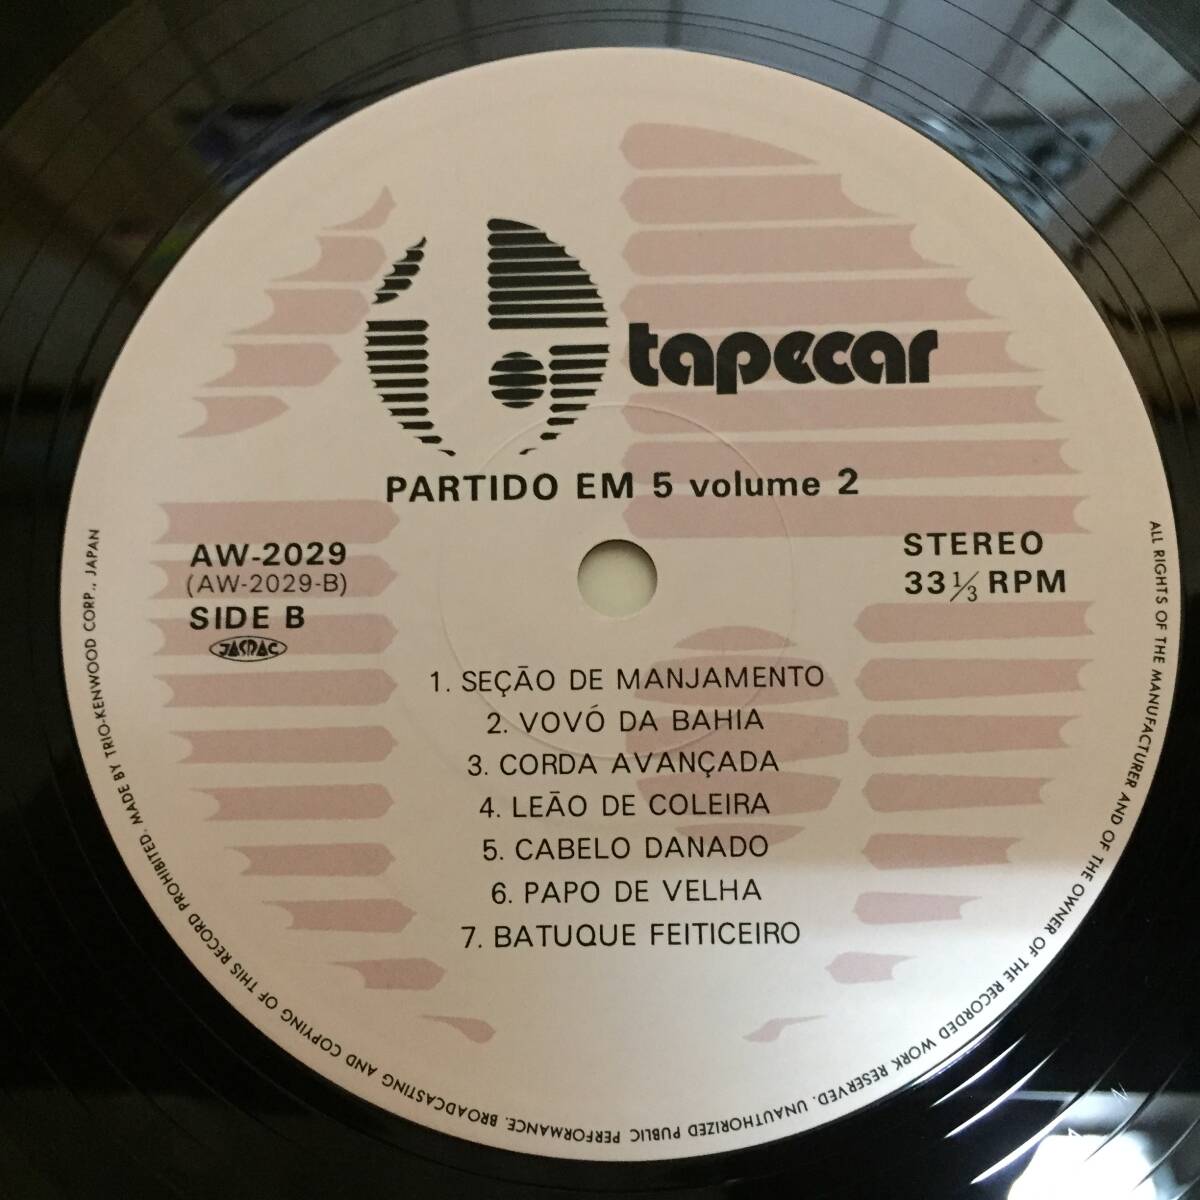 tapecar
PARTIDO EM 5 volume 2
AW-2029
(AW-2029-B)
SIDE B
JASRAC
STEREO
33 1/3 RPM
1. SEÇÃO DE MANJAMENTO
2. VOVÓ DA BAHIA
3. CORDA AVANÇADA
4. LEÃO DE COLEIRA
5. CABELO DANADO
6. PAPO DE VELHA
7. BATUQUE FEITICEIRO
ALL RIGHTS OF THE MANUFACTURER AND OF THE OWNER OF THE RECORDED WORK RESERVED. UNAUTHORIZED PUBLIC PERFORMANCE. BROADCASTING AND COPYING OF THIS RECORD PROHIBITED. MADE BY TRIO-KENWOOD CORP., JAPAN